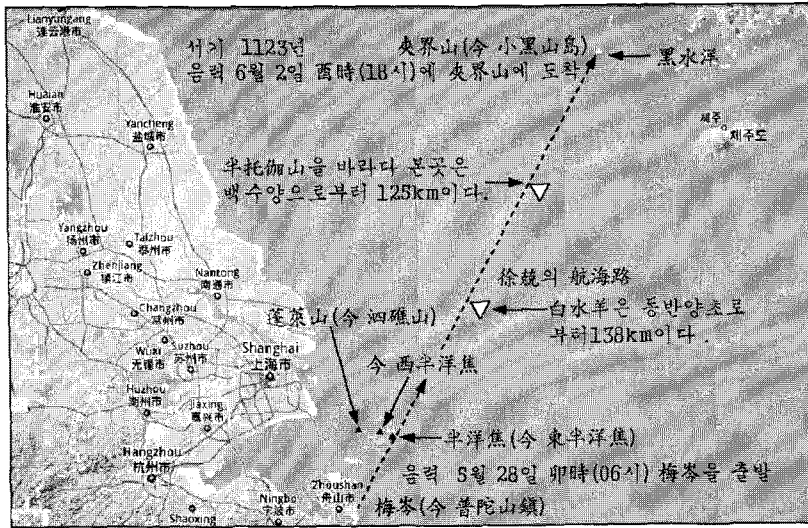 Lianyungang
连云港市
서기 1123년 夾界山(今 小黑山島)
음력 6월 2일 酉時(18시)에 夾界山에 도착
黑水洋
Huaian
淮安市
Yancheng
盐城市
제주
제주도
半托伽山을 바라다 본곳은
백수양으로부터 125km이다.
Yangzhou
扬州市
Taizhou
泰州市
Zhenjiang
镇江市
Nantong
南通市
徐兢의 航海路
白水羊은 동반양초로
부터138km이다.
Changzhou
常州市
蓬萊山(今 泗礁山)
Wuxi
无锡市
Suzhou
苏州市
Shanghai
上海市
今 西半洋焦
Huzhou
湖州市
Jiaxing
嘉兴市
半洋焦(今 東半洋焦)
Hangzhou
杭州市
음력 5월 28일 卯時(06시) 梅岑을 출발
Zhoushan
舟山市
Ningbo
宁波市
梅岑(今 普陀山鎭)
Shaoxing